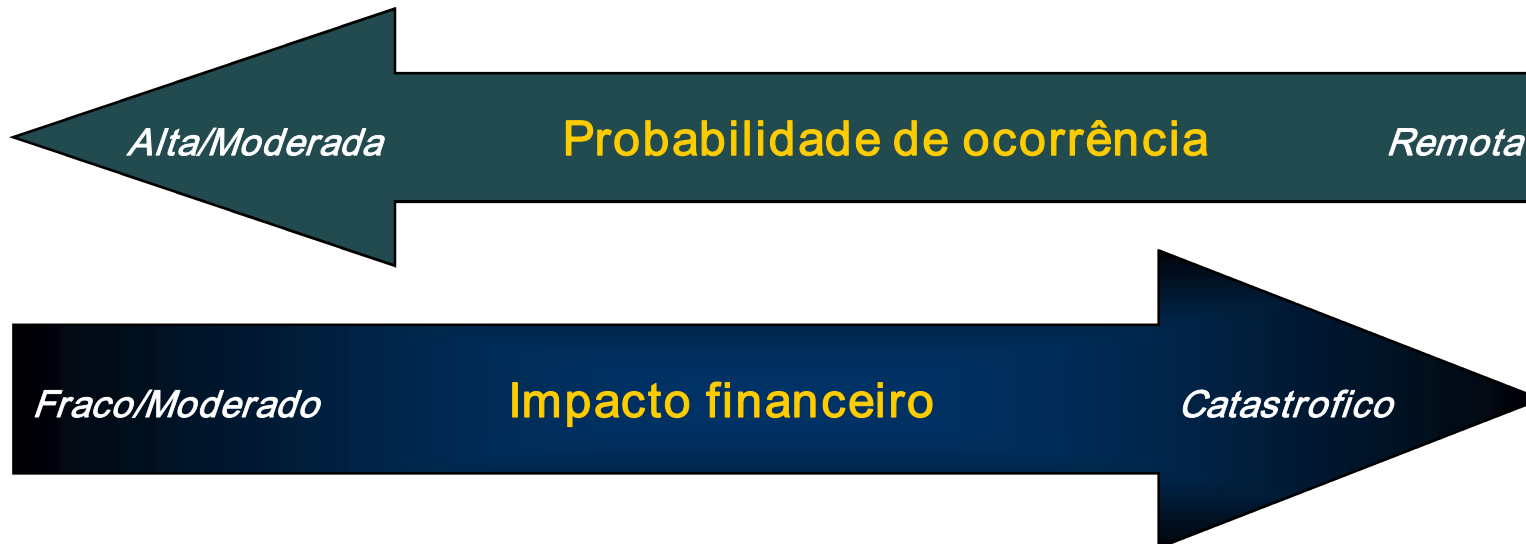 Alta/Moderada Probabilidade de ocorrência Remota
Fraco/Moderado Impacto financeiro Catastrofico